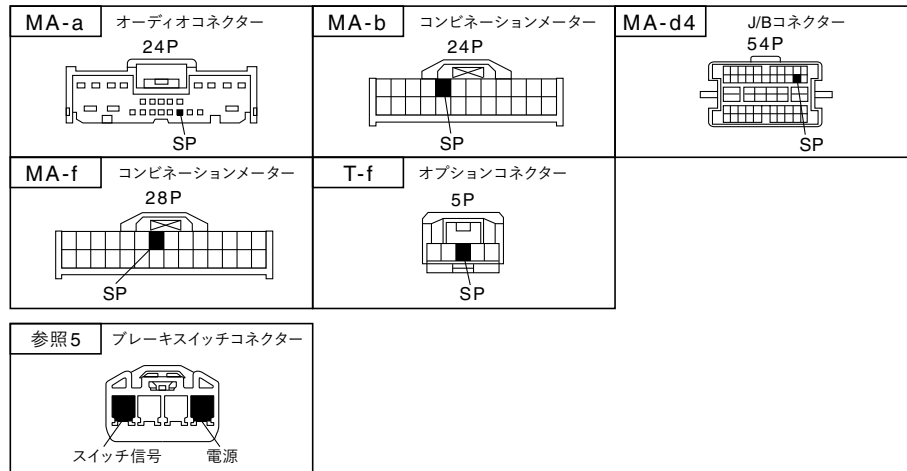 MA-a オーディオコネクター
24P
SP
MA-b コンビネーションメーター
24P
SP
MA-d4 J/Bコネクター
54P
SP
MA-f コンビネーションメーター
28P
SP
T-f オプションコネクター
5P
SP
参照5 ブレーキスイッチコネクター
スイッチ信号 電源